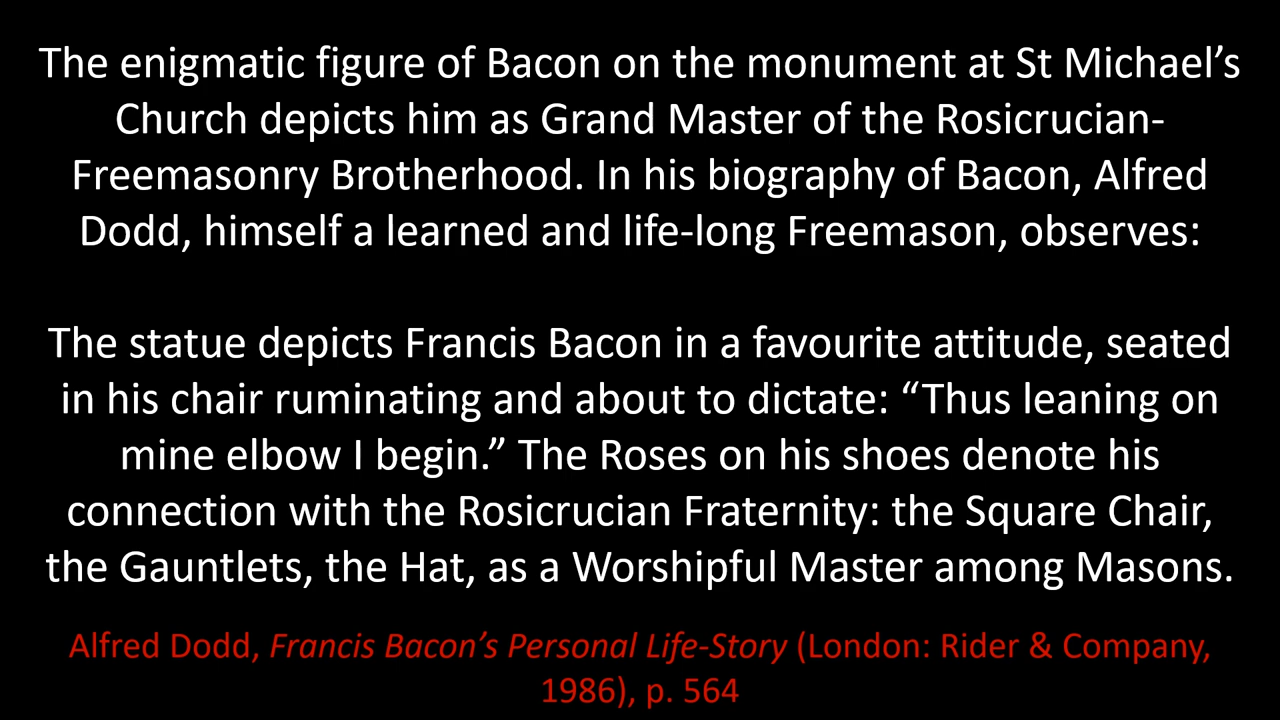 The enigmatic figure of Bacon on the monument at St Michael’s
Church depicts him as Grand Master of the Rosicrucian-
Freemasonry Brotherhood. In his biography of Bacon, Alfred
Dodd, himself a learned and life-long Freemason, observes:
The statue depicts Francis Bacon in a favourite attitude, seated
in his chair ruminating and about to dictate: “Thus leaning on
mine elbow I begin.” The Roses on his shoes denote his
connection with the Rosicrucian Fraternity: the Square Chair,
the Gauntlets, the Hat, as a Worshipful Master among Masons.
Alfred Dodd, Francis Bacon’s Personal Life-Story (London: Rider & Company,
1986), p. 564